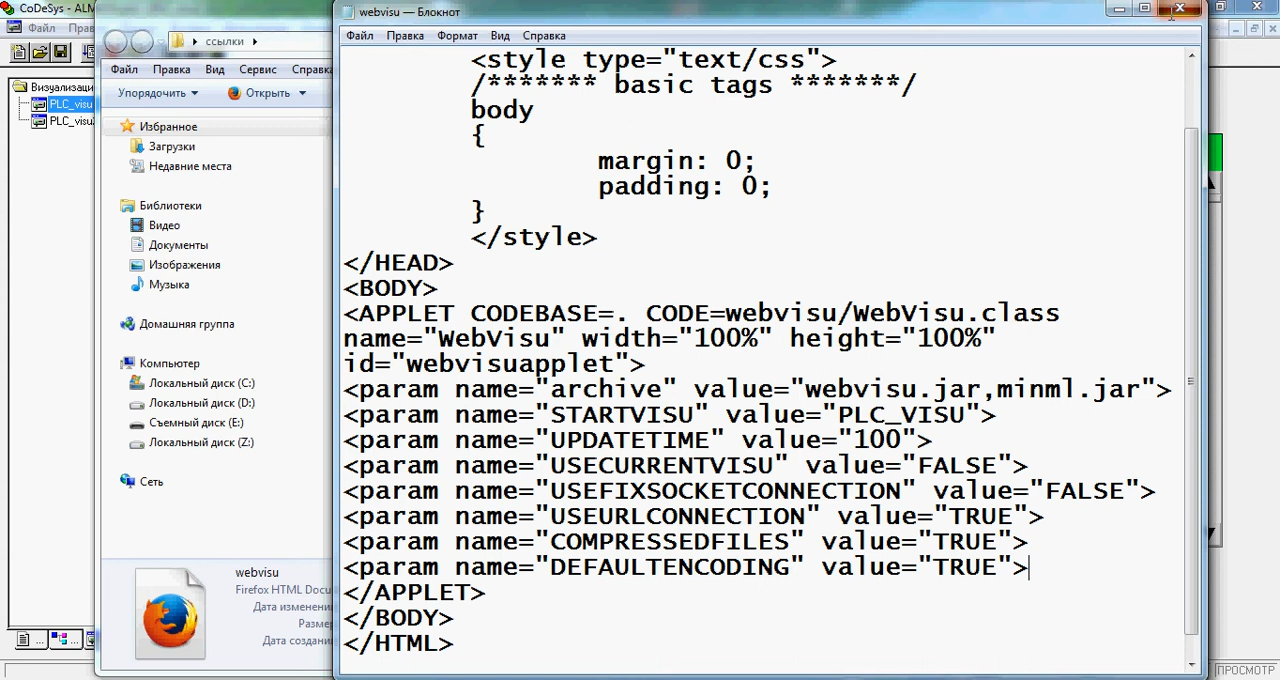 CoDeSys - ALM
webvisu — Блокнот
Файл
Файл Правка Формат Вид Справка
ссылки
Файл Правка Вид Сервис Справка
Упорядочить Открыть
Визуализаци
PLC_visu
PLC_visu
Избранное
Загрузки
Недавние места
Библиотеки
Видео
Документы
Изображения
Музыка
Домашняя группа
Компьютер
Локальный диск (C:)
Локальный диск (D:)
Съемный диск (E:)
Локальный диск (Z:)
Сеть
webvisu
Firefox HTML Docu
Дата изменени
Разме
Дата создани
<style type="text/css">
/******* basic tags *******/
body
{
margin: 0;
padding: 0;
}
</style>
</HEAD>
<BODY>
<APPLET CODEBASE=. CODE=webvisu/WebVisu.class
name="WebVisu" width="100%" height="100%"
id="webvisuapplet">
<param name="archive" value="webvisu.jar,minml.jar">
<param name="STARTVISU" value="PLC_VISU">
<param name="UPDATETIME" value="100">
<param name="USECURRENTVISU" value="FALSE">
<param name="USEFIXSOCKETCONNECTION" value="FALSE">
<param name="USEURLCONNECTION" value="TRUE">
<param name="COMPRESSEDFILES" value="TRUE">
<param name="DEFAULTENCODING" value="TRUE">
</APPLET>
</BODY>
</HTML>
ПРОСМОТР